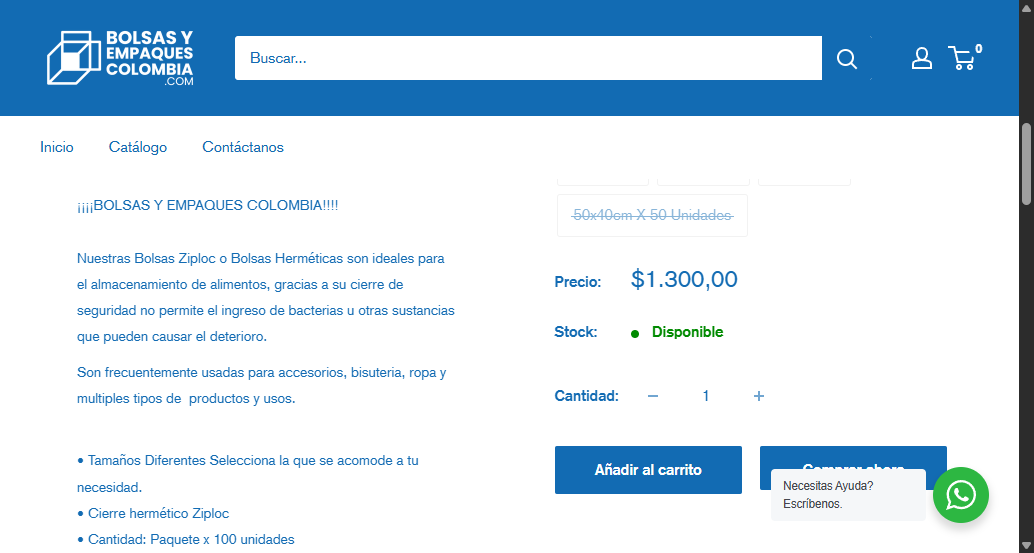 BOLSAS Y
EMPAQUES
COLOMBIA
.COM
Buscar...
0
Inicio
Catálogo
Contáctanos
¡¡¡¡BOLSAS Y EMPAQUES COLOMBIA!!!!
Nuestras Bolsas Ziploc o Bolsas Herméticas son ideales para
el almacenamiento de alimentos, gracias a su cierre de
seguridad no permite el ingreso de bacterias u otras sustancias
que pueden causar el deterioro.
Son frecuentemente usadas para accesorios, bisuteria, ropa y
multiples tipos de productos y usos.
• Tamaños Diferentes Selecciona la que se acomode a tu
necesidad.
• Cierre hermético Ziploc
• Cantidad: Paquete x 100 unidades
50x40cm X 50 Unidades
Precio: $1.300,00
Stock: Disponible
Cantidad: − 1 +
Añadir al carrito
Comprar ahora
Necesitas Ayuda?
Escríbenos.